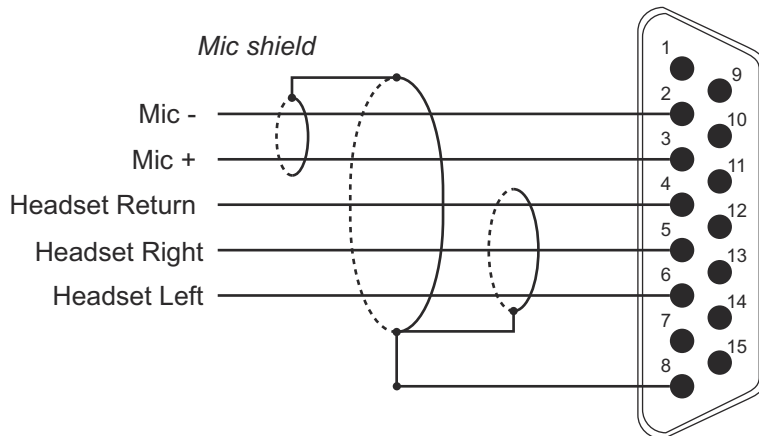 Mic shield
Mic -
Mic +
Headset Return
Headset Right
Headset Left
1
2
3
4
5
6
7
8
9
10
11
12
13
14
15